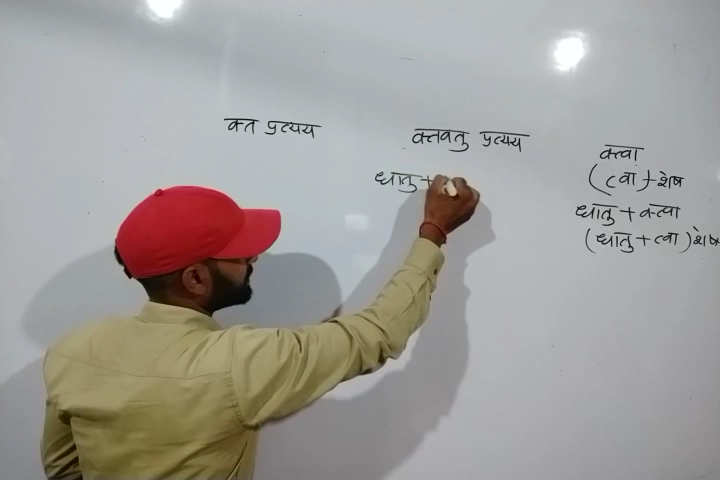 क्त प्रत्यय
क्तवतु प्रत्यय
धातु +
क्त्वा
(त्वा) - शेष
धातु + क्त्वा
(धातु + त्वा) शेष